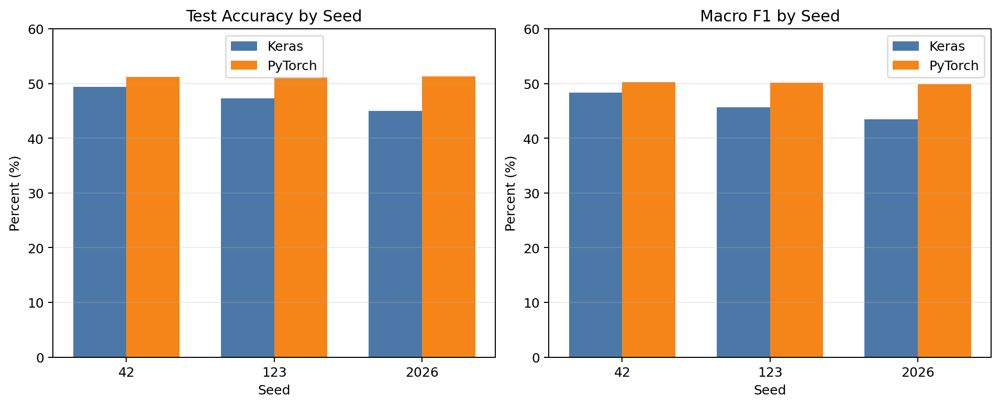 Test Accuracy by Seed
60
50
40
30
20
10
0
Percent (%)
Keras
PyTorch
42
123
2026
Seed
Macro F1 by Seed
60
50
40
30
20
10
0
Percent (%)
Keras
PyTorch
42
123
2026
Seed